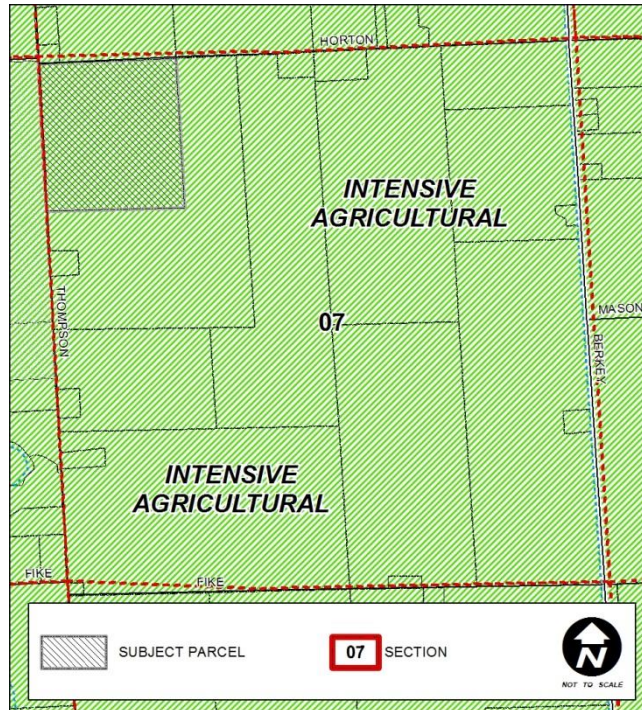 HORTON
INTENSIVE
AGRICULTURAL
07
THOMPSON
MASON
BERKEY
INTENSIVE
AGRICULTURAL
FIKE
FIKE
SUBJECT PARCEL
07
SECTION
N
NOT TO SCALE